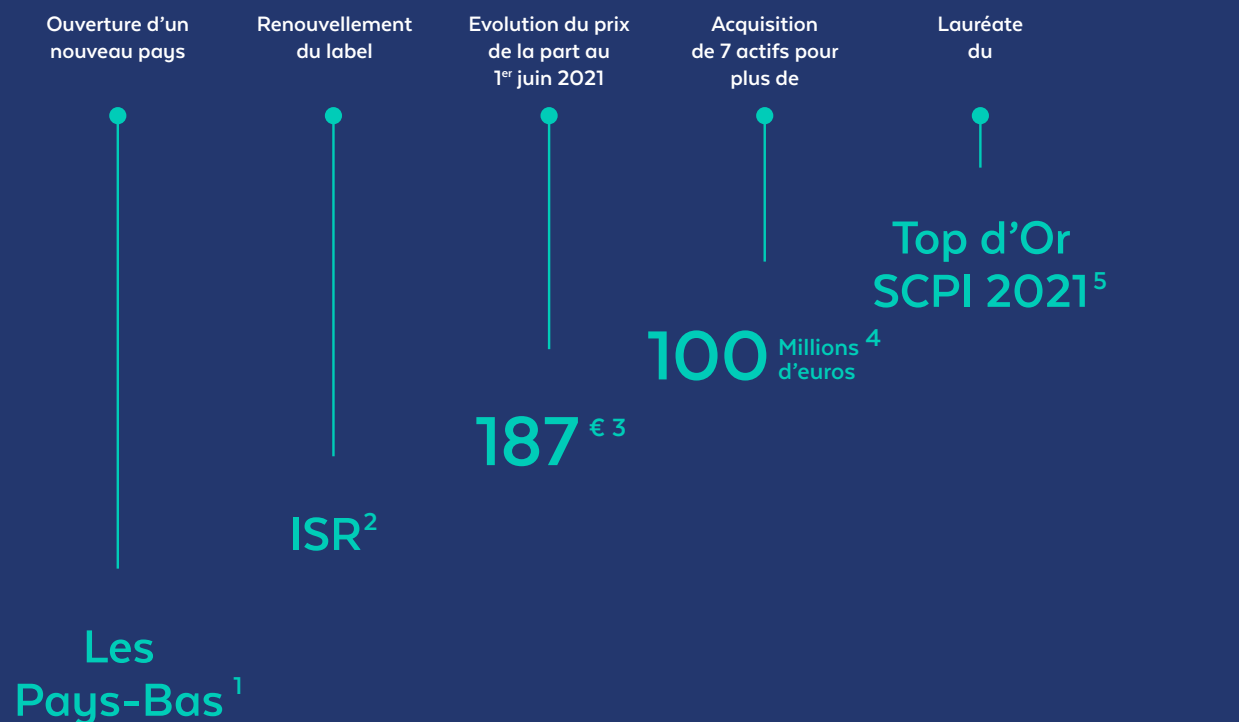 Ouverture d’un
nouveau pays
Les
Pays-Bas 1
Renouvellement
du label
ISR2
Evolution du prix
de la part au
1er juin 2021
187 € 3
Acquisition
de 7 actifs pour
plus de
100 Millions 4
d’euros
Lauréate
du
Top d’Or
SCPI 2021 5